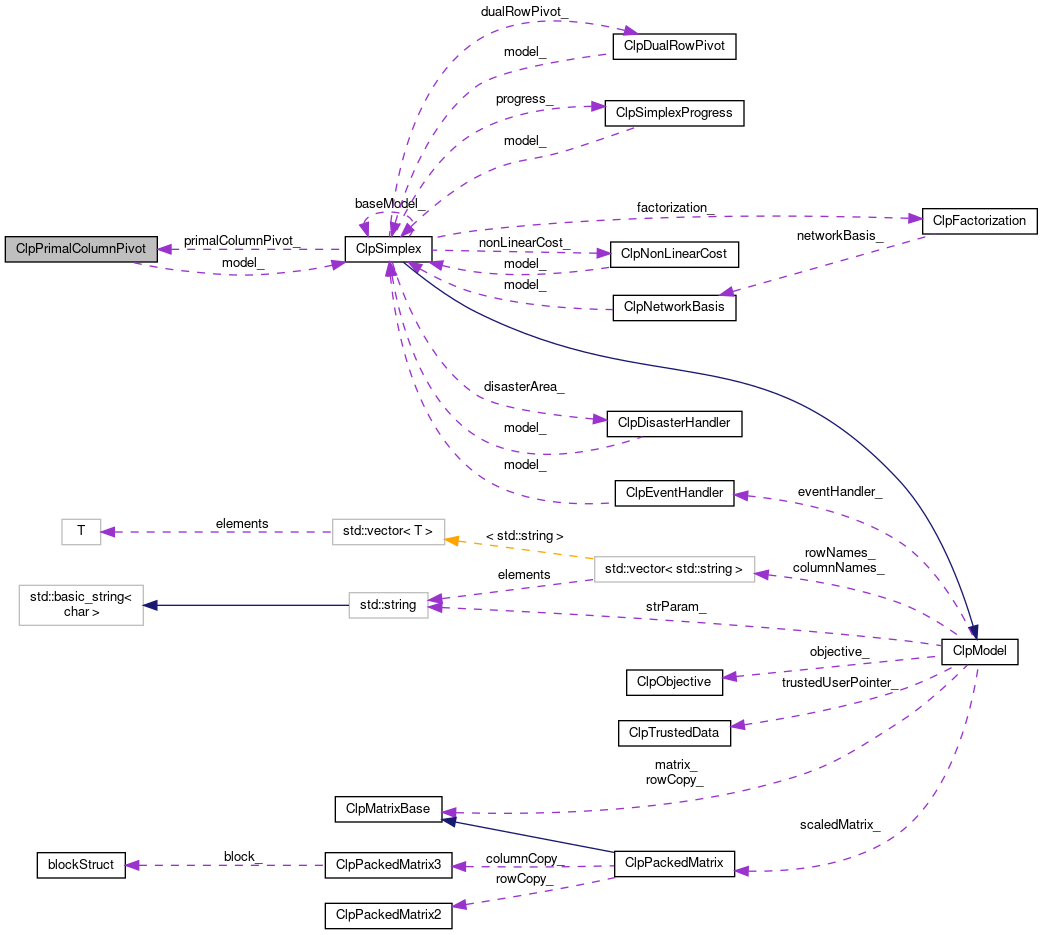 dualRowPivot_
ClpDualRowPivot
model_
progress_
ClpSimplexProgress
model_
baseModel_
factorization_
ClpFactorization
networkBasis_
ClpPrimalColumnPivot
primalColumnPivot_
model_
ClpSimplex
nonLinearCost_
ClpNonLinearCost
model_
model_
ClpNetworkBasis
disasterArea_
ClpDisasterHandler
model_
model_
ClpEventHandler
eventHandler_
T
elements
std::vector< T >
< std::string >
std::vector< std::string >
rowNames_
columnNames_
elements
std::basic_string<
char >
std::string
strParam_
ClpModel
objective_
ClpObjective
trustedUserPointer_
ClpTrustedData
matrix_
rowCopy_
ClpMatrixBase
scaledMatrix_
blockStruct
block_
ClpPackedMatrix3
columnCopy_
ClpPackedMatrix
rowCopy_
ClpPackedMatrix2